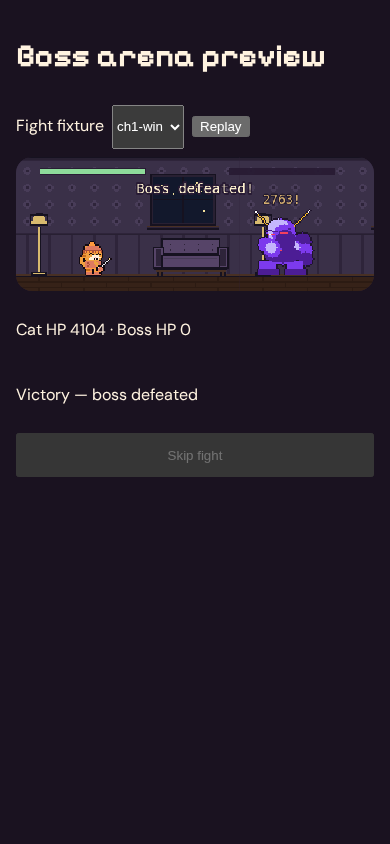 Boss arena preview
Fight fixture ch1-win Replay
Boss defeated!
2763!
Cat HP 4104 · Boss HP 0
Victory — boss defeated
Skip fight